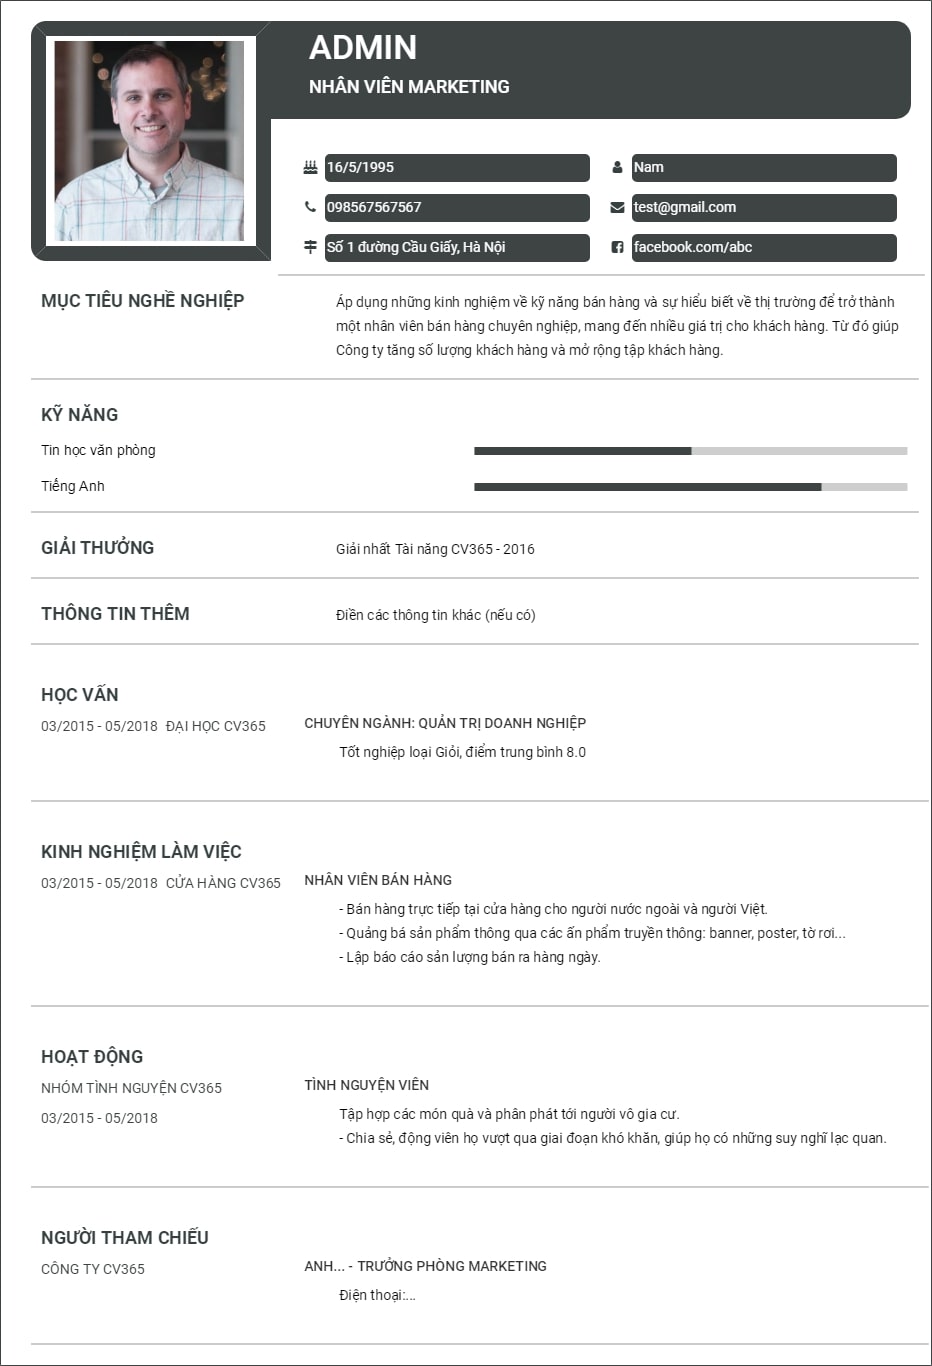 ADMIN
NHÂN VIÊN MARKETING
16/5/1995
Nam
098567567567
test@gmail.com
Số 1 đường Cầu Giấy, Hà Nội
facebook.com/abc
MỤC TIÊU NGHỀ NGHIỆP
Áp dụng những kinh nghiệm về kỹ năng bán hàng và sự hiểu biết về thị trường để trở thành
một nhân viên bán hàng chuyên nghiệp, mang đến nhiều giá trị cho khách hàng. Từ đó giúp
Công ty tăng số lượng khách hàng và mở rộng tập khách hàng.
KỸ NĂNG
Tin học văn phòng
Tiếng Anh
GIẢI THƯỞNG
Giải nhất Tài năng CV365 - 2016
THÔNG TIN THÊM
Điền các thông tin khác (nếu có)
HỌC VẤN
03/2015 - 05/2018 ĐẠI HỌC CV365
CHUYÊN NGÀNH: QUẢN TRỊ DOANH NGHIỆP
Tốt nghiệp loại Giỏi, điểm trung bình 8.0
KINH NGHIỆM LÀM VIỆC
03/2015 - 05/2018 CỬA HÀNG CV365
NHÂN VIÊN BÁN HÀNG
- Bán hàng trực tiếp tại cửa hàng cho người nước ngoài và người Việt.
- Quảng bá sản phẩm thông qua các ấn phẩm truyền thông: banner, poster, tờ rơi...
- Lập báo cáo sản lượng bán ra hàng ngày.
HOẠT ĐỘNG
NHÓM TÌNH NGUYỆN CV365
03/2015 - 05/2018
TÌNH NGUYỆN VIÊN
Tập hợp các món quà và phân phát tới người vô gia cư.
- Chia sẻ, động viên họ vượt qua giai đoạn khó khăn, giúp họ có những suy nghĩ lạc quan.
NGƯỜI THAM CHIẾU
CÔNG TY CV365
ANH... - TRƯỞNG PHÒNG MARKETING
Điện thoại:...